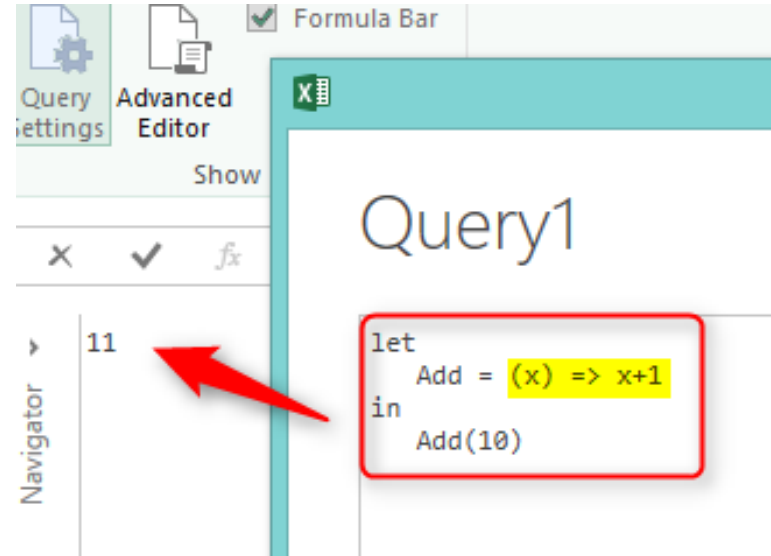 Formula Bar
Query
Settings
Advanced
Editor
Show
Query1
fx
11
Navigator
let
Add = (x) => x+1
in
Add(10)